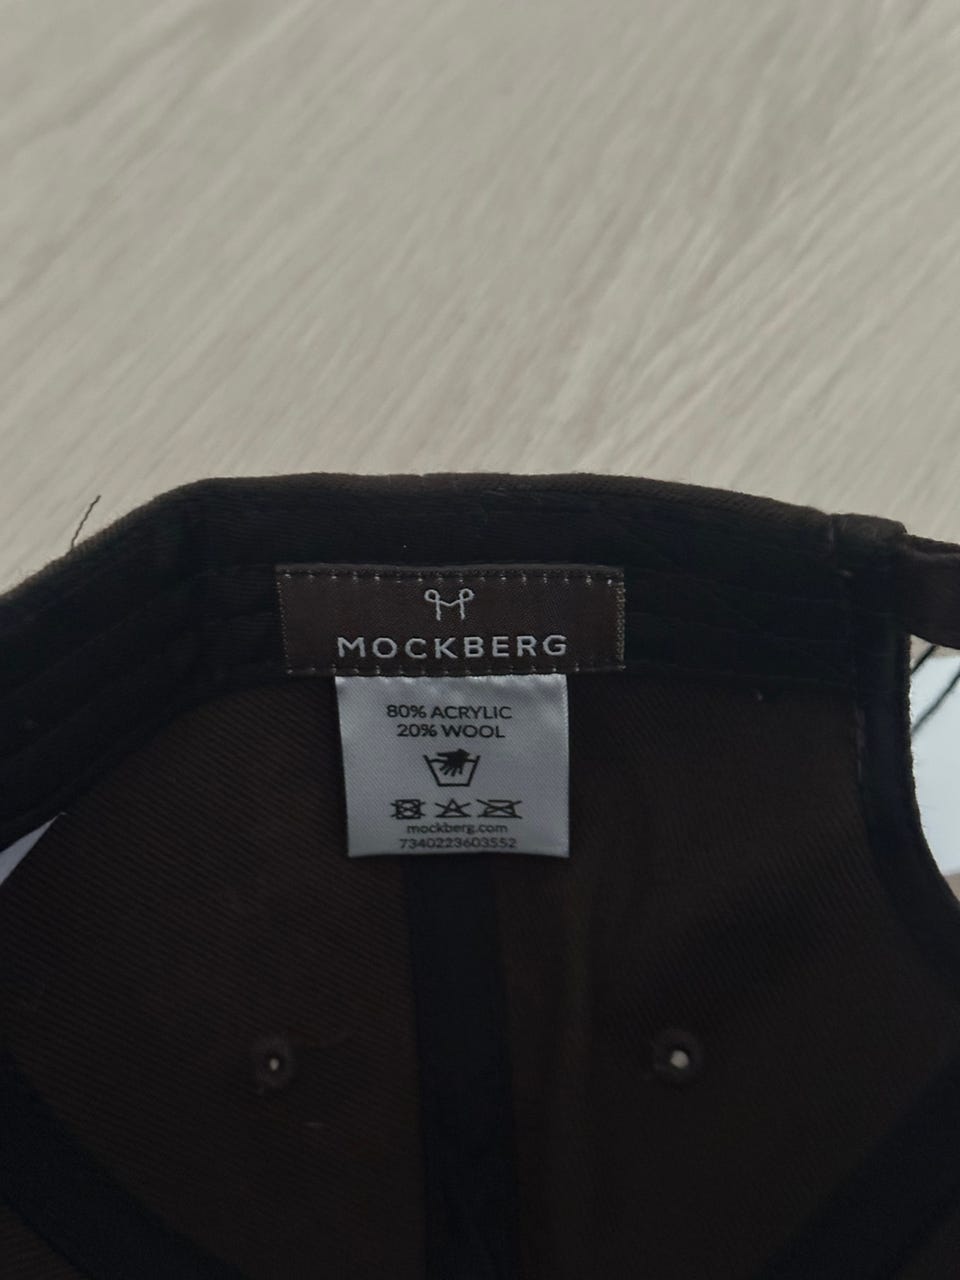 MOCKBERG
80% ACRYLIC
20% WOOL
mockberg.com
7340223603552